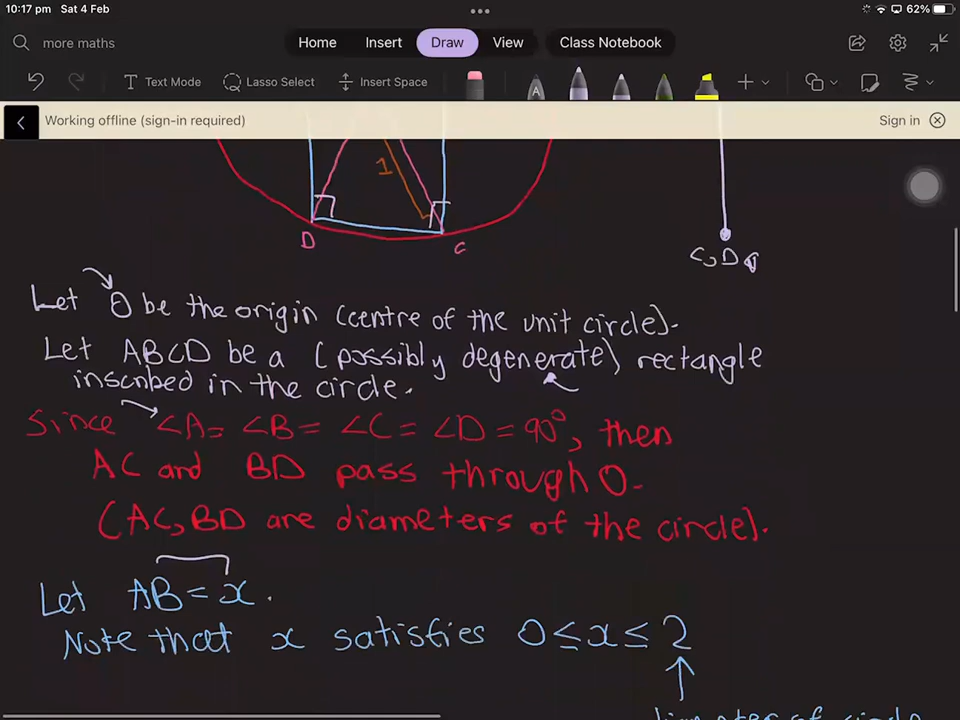 10:17 pm Sat 4 Feb 62%
more maths Home Insert Draw View Class Notebook
Text Mode Lasso Select Insert Space
Working offline (sign-in required) Sign in
1
D
C
C, D
Let O be the origin (centre of the unit circle).
Let ABCD be a (possibly degenerate) rectangle
inscribed in the circle.
Since ∠A= ∠B= ∠C= ∠D=90°, then
AC and BD pass through O.
(AC, BD are diameters of the circle).
Let AB=x.
Note that x satisfies 0≤x≤2
diameter of circle